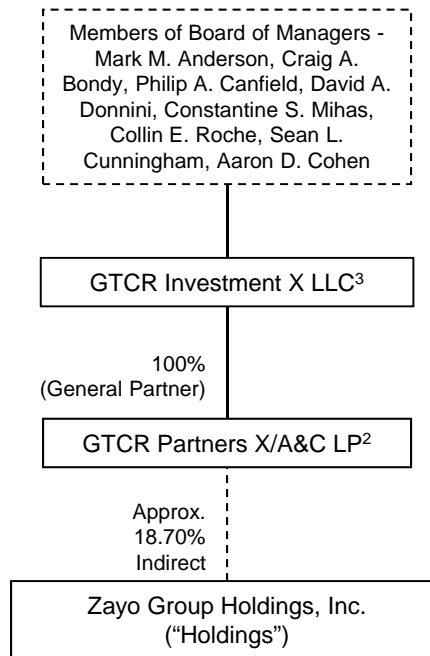 Members of Board of Managers -
Mark M. Anderson, Craig A.
Bondy, Philip A. Canfield, David A.
Donnini, Constantine S. Mihas,
Collin E. Roche, Sean L.
Cunningham, Aaron D. Cohen
GTCR Investment X LLC³
100%
(General Partner)
GTCR Partners X/A&C LP²
Approx.
18.70%
Indirect
Zayo Group Holdings, Inc.
(“Holdings”)